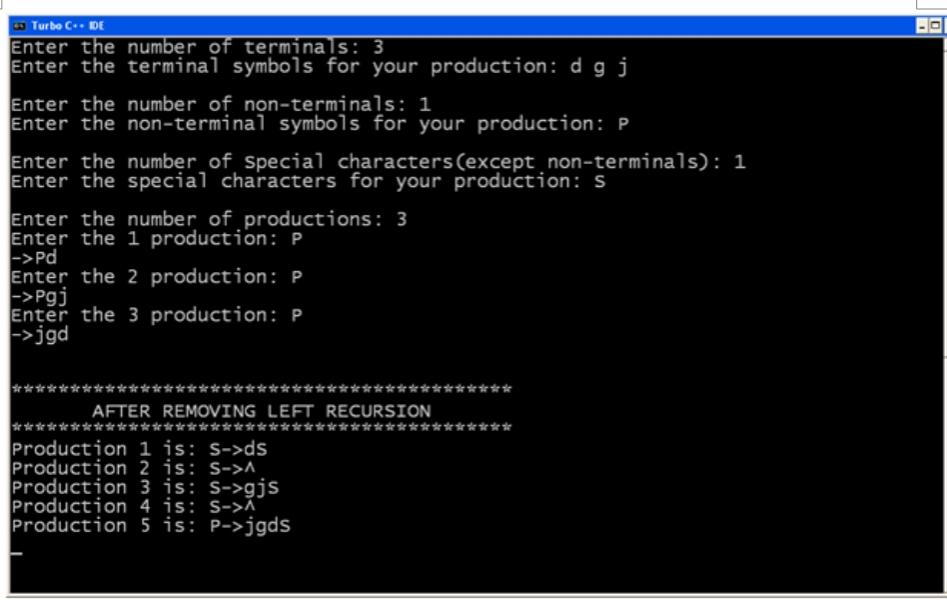 Turbo C++ IDE
Enter the number of terminals: 3
Enter the terminal symbols for your production: d g j
Enter the number of non-terminals: 1
Enter the non-terminal symbols for your production: P
Enter the number of Special characters(except non-terminals): 1
Enter the special characters for your production: S
Enter the number of productions: 3
Enter the 1 production: P
->Pd
Enter the 2 production: P
->Pgj
Enter the 3 production: P
->jgd
*******************************************
AFTER REMOVING LEFT RECURSION
*******************************************
Production 1 is: S->dS
Production 2 is: S->^
Production 3 is: S->gjS
Production 4 is: S->^
Production 5 is: P->jgdS
_